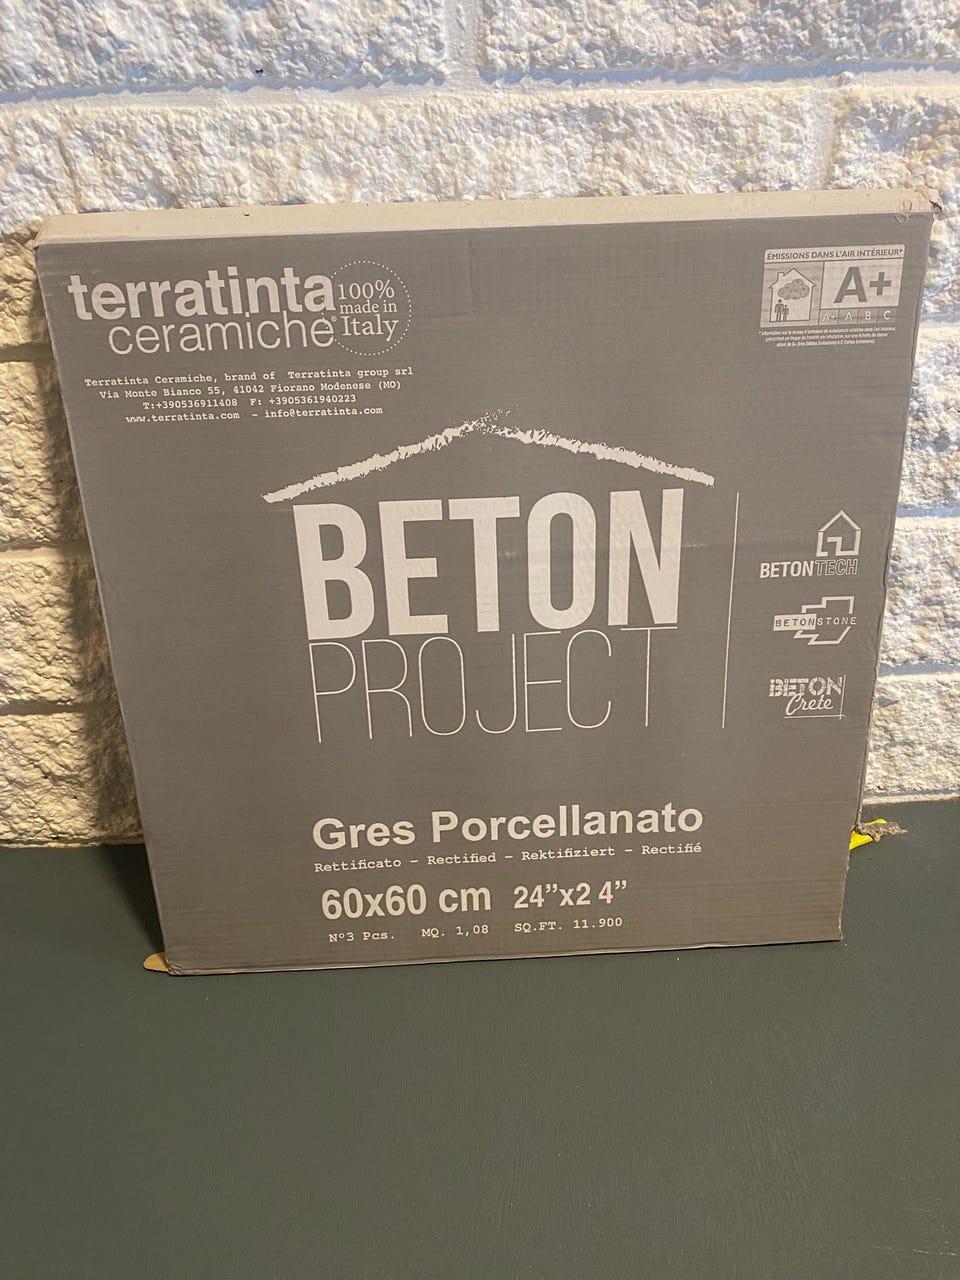 terratinta
ceramiche®
100%
made in
Italy
Terratinta Ceramiche, brand of Terratinta group srl
Via Monte Bianco 55, 41042 Fiorano Modenese (MO)
T:+390536911408 F: +3905361940223
www.terratinta.com - info@terratinta.com
ÉMISSIONS DANS L'AIR INTÉRIEUR*
A+
A+ A B C
BETON
PROJECT
BETONTECH
BETONSTONE
BETON
Crete
Gres Porcellanato
Rettificato - Rectified - Rektifiziert - Rectifié
60x60 cm 24”x2 4”
N°3 Pcs. MQ. 1,08 SQ.FT. 11.900